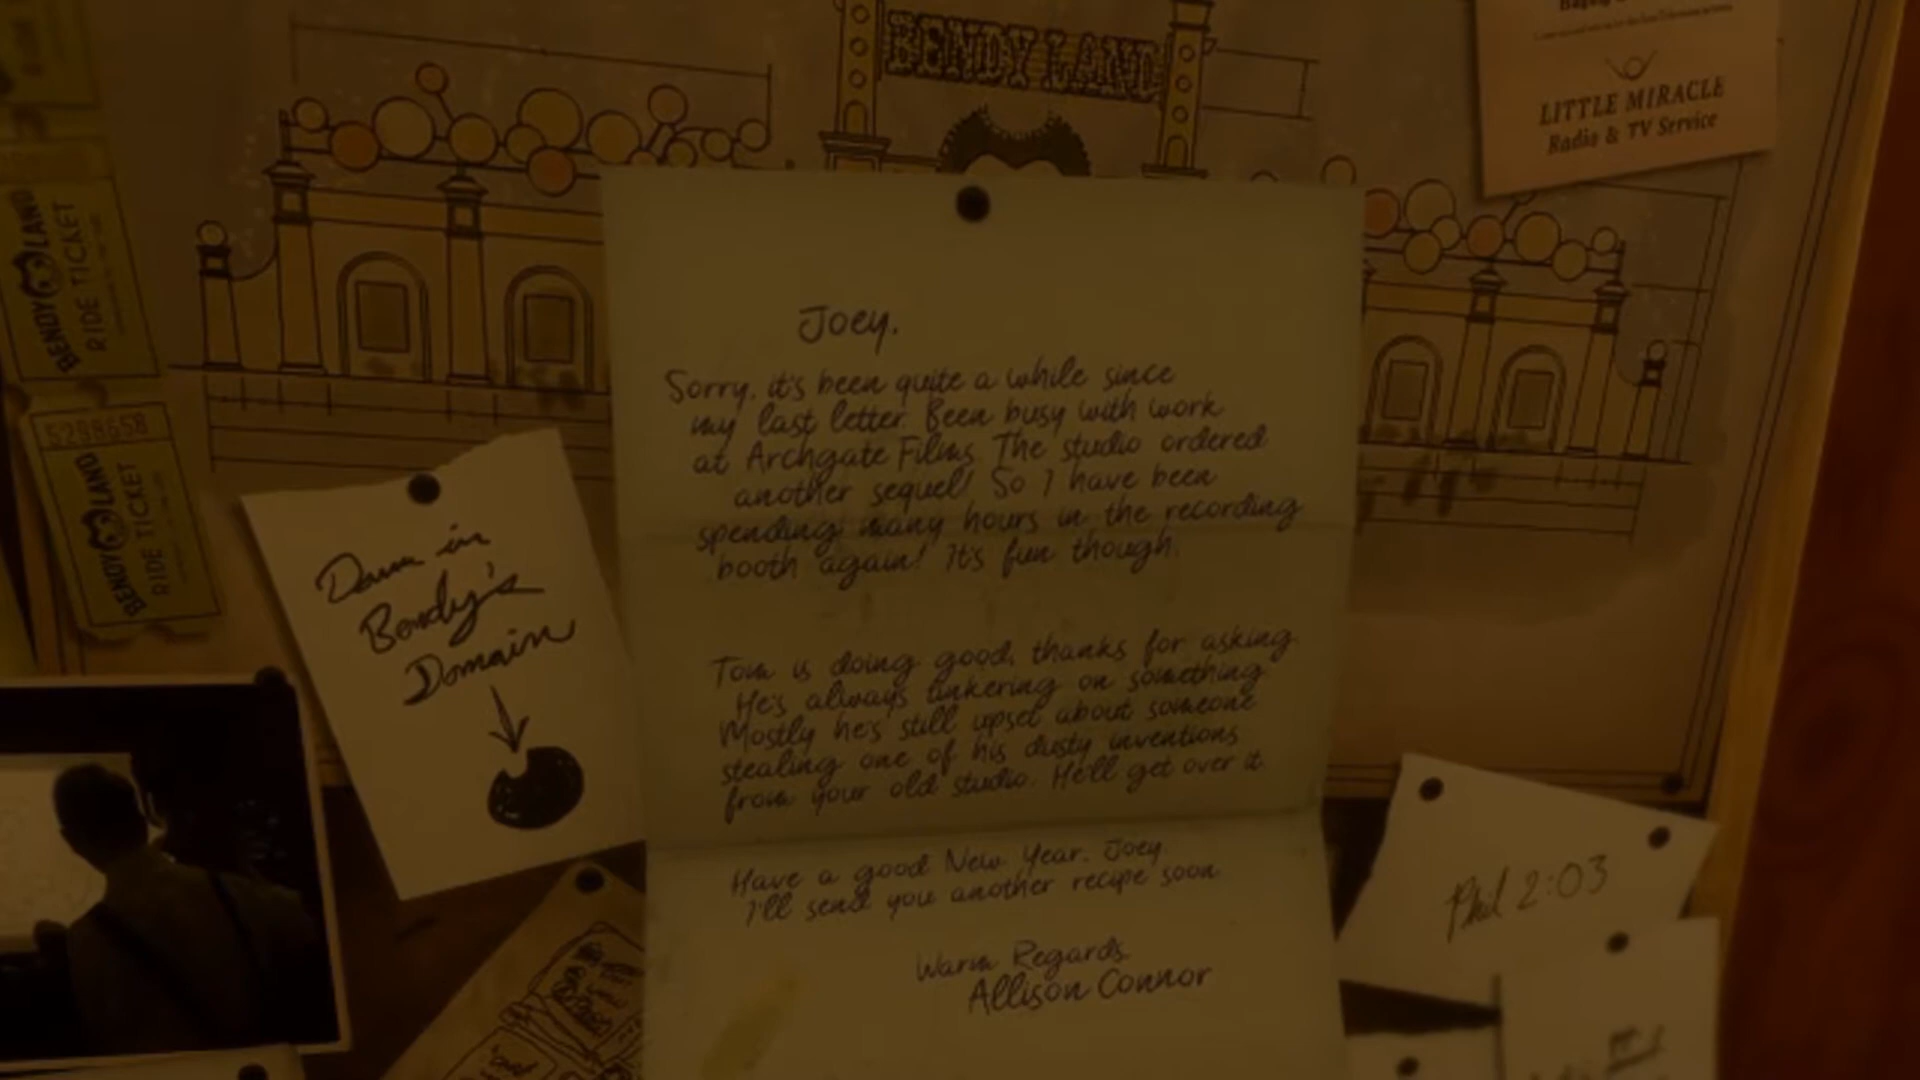 BENDY LAND
LITTLE MIRACLE
Radio & TV Service
BENDY LAND
RIDE TICKET
5258658
BENDY LAND
RIDE TICKET
Joey,
Sorry, it's been quite a while since
my last letter. Been busy with work
at Archgate Films. The studio ordered
another sequel! So I have been
spending many hours in the recording
booth again! It's fun though.
Tom is doing good, thanks for asking.
He's always tinkering on something
Mostly he's still upset about someone
stealing one of his dusty inventions
from your old studio. He'll get over it.
Have a good New Year, Joey.
I'll send you another recipe soon.
Warm Regards,
Allison Connor
Down in
Bendy's
Domain
Phil 2:03